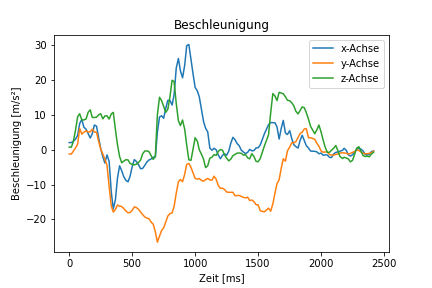 Beschleunigung
x-Achse
y-Achse
z-Achse
Beschleunigung [m/s²]
30
20
10
0
−10
−20
0
500
1000
1500
2000
2500
Zeit [ms]